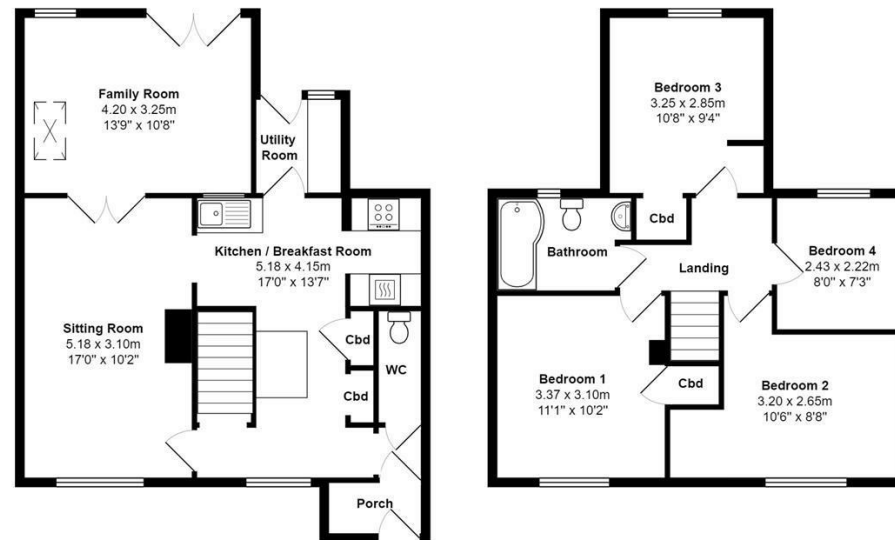 Family Room
4.20 x 3.25m
13'9" x 10'8"
Utility
Room
Kitchen / Breakfast Room
5.18 x 4.15m
17'0" x 13'7"
Sitting Room
5.18 x 3.10m
17'0" x 10'2"
Cbd
WC
Cbd
Porch
Bedroom 3
3.25 x 2.85m
10'8" x 9'4"
Cbd
Bathroom
Landing
Bedroom 4
2.43 x 2.22m
8'0" x 7'3"
Bedroom 1
3.37 x 3.10m
11'1" x 10'2"
Cbd
Bedroom 2
3.20 x 2.65m
10'6" x 8'8"